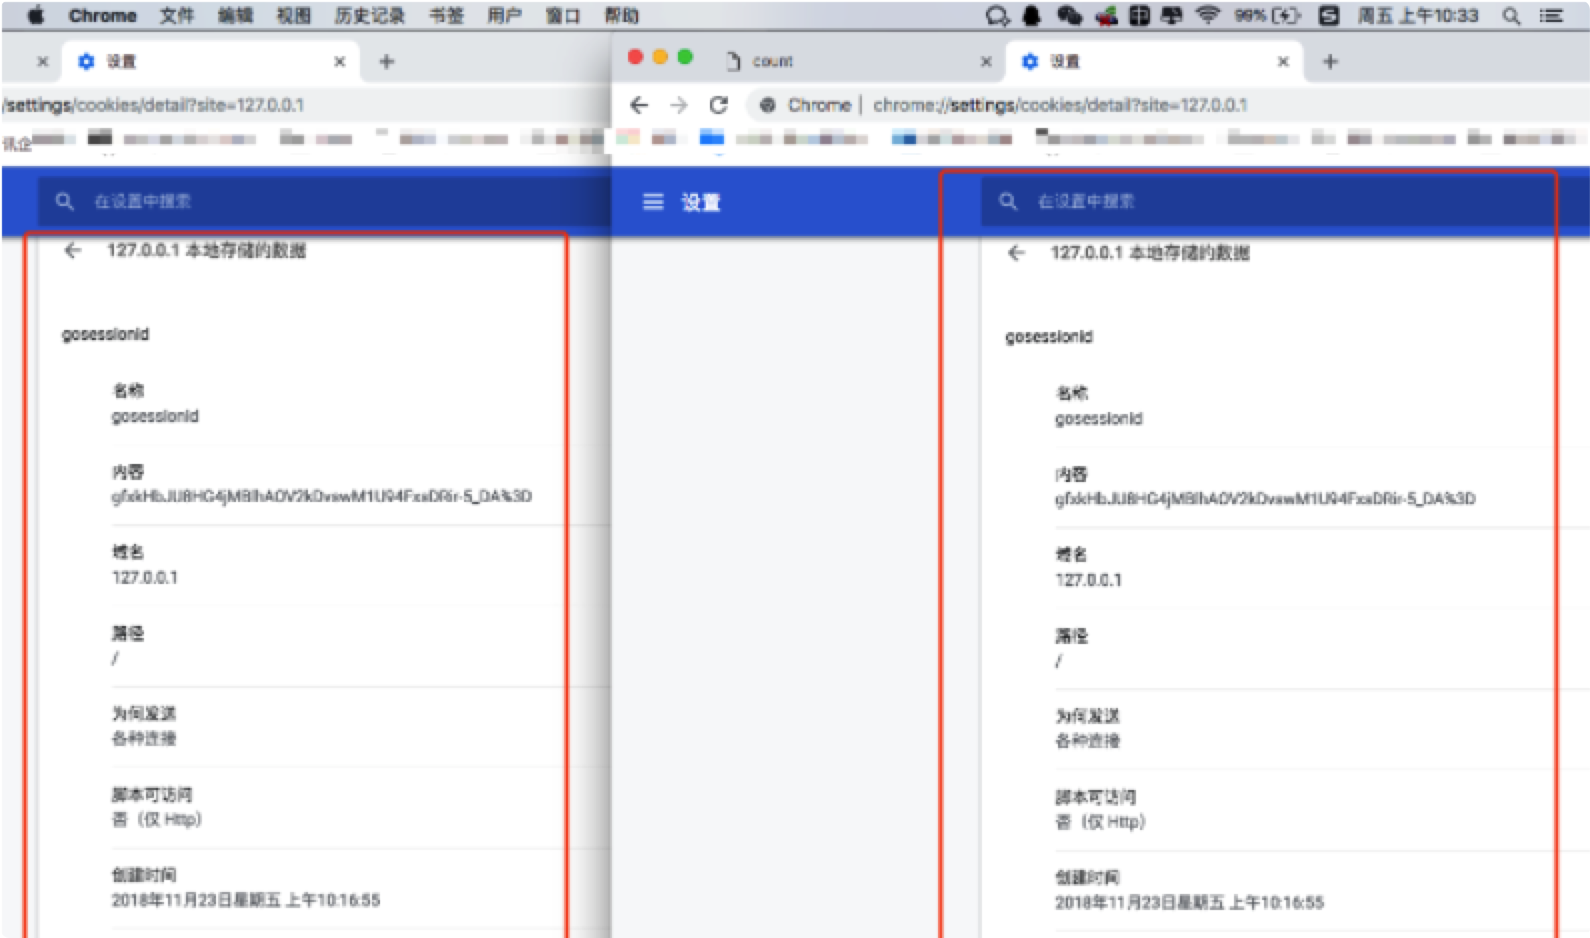 Chrome 文件 编辑 视图 历史记录 书签 用户 窗口 帮助 99% 周五 上午10:33
设置
/settings/cookies/detail?site=127.0.0.1
讯企
在设置中搜索
127.0.0.1 本地存储的数据
gosessionid
名称
gosessionid
内容
域名
127.0.0.1
路径
/
为何发送
各种连接
脚本可访问
否（仅 Http）
创建时间
2018年11月23日星期五 上午10:16:55
count
设置
Chrome | chrome://settings/cookies/detail?site=127.0.0.1
设置
在设置中搜索
127.0.0.1 本地存储的数据
gosessionid
名称
gosessionid
内容
域名
127.0.0.1
路径
/
为何发送
各种连接
脚本可访问
否（仅 Http）
创建时间
2018年11月23日星期五 上午10:16:55